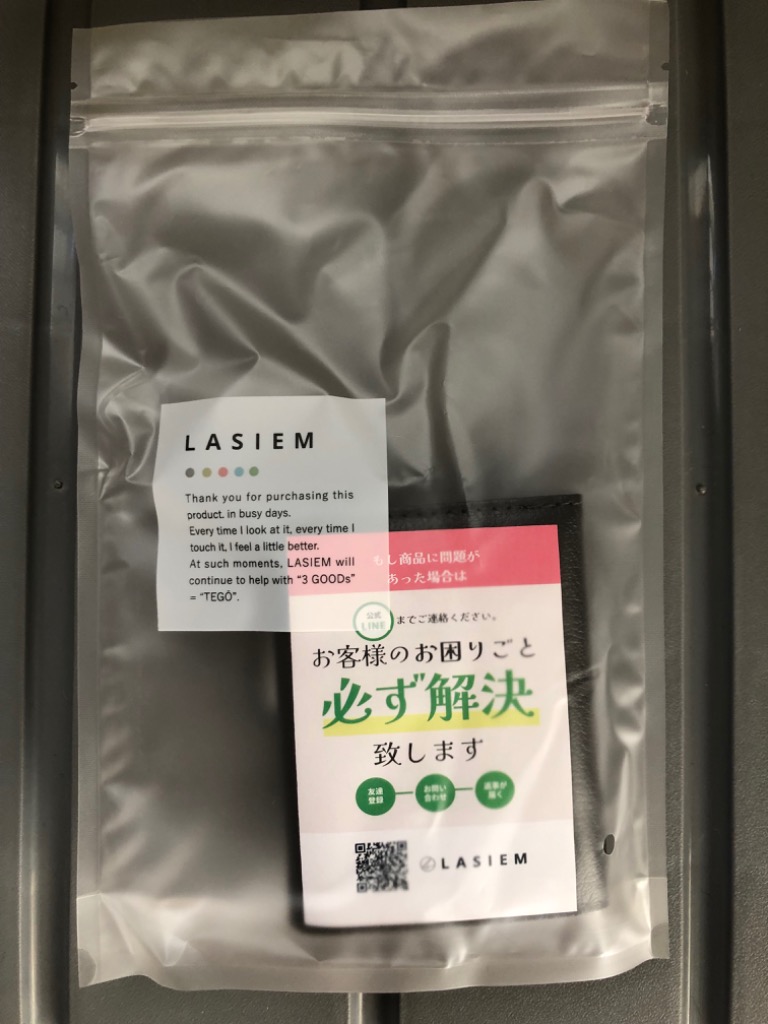 LASIEM
Thank you for purchasing this
product. in busy days.
Every time I look at it, every time I
touch it, I feel a little better.
At such moments, LASIEM will
continue to help with “3 GOODs”
= “TEGŌ”.
もし商品に問題が
あった場合は
公式
LINE
までご連絡ください。
お客様のお困りごと
必ず解決
致します
友達
登録
お問い
合わせ
返事が
届く
LASIEM